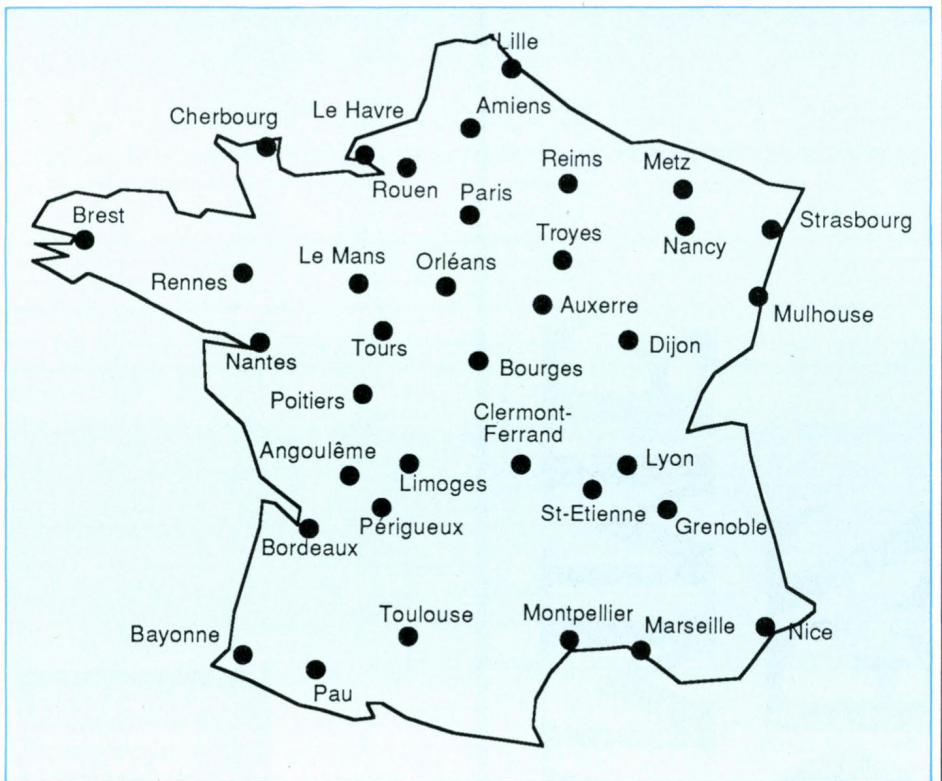 Lille
Cherbourg
Le Havre
Amiens
Rouen
Reims
Metz
Paris
Brest
Troyes
Nancy
Strasbourg
Rennes
Le Mans
Orléans
Auxerre
Mulhouse
Nantes
Tours
Dijon
Bourges
Poitiers
Clermont-
Ferrand
Angoulême
Limoges
Lyon
St-Etienne
Grenoble
Périgueux
Bordeaux
Toulouse
Montpellier
Marseille
Nice
Bayonne
Pau